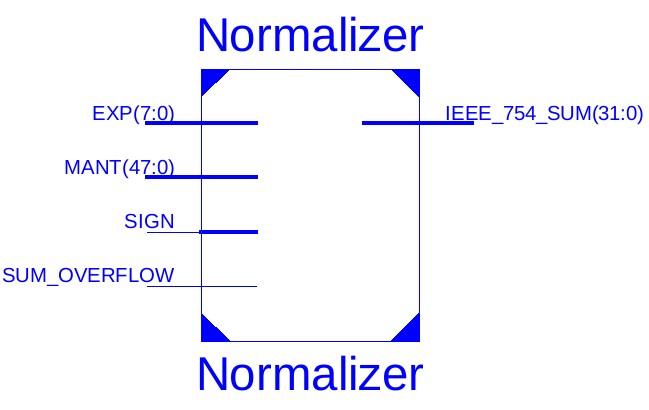 Normalizer
EXP(7:0)
IEEE_754_SUM(31:0)
MANT(47:0)
SIGN
SUM_OVERFLOW
Normalizer